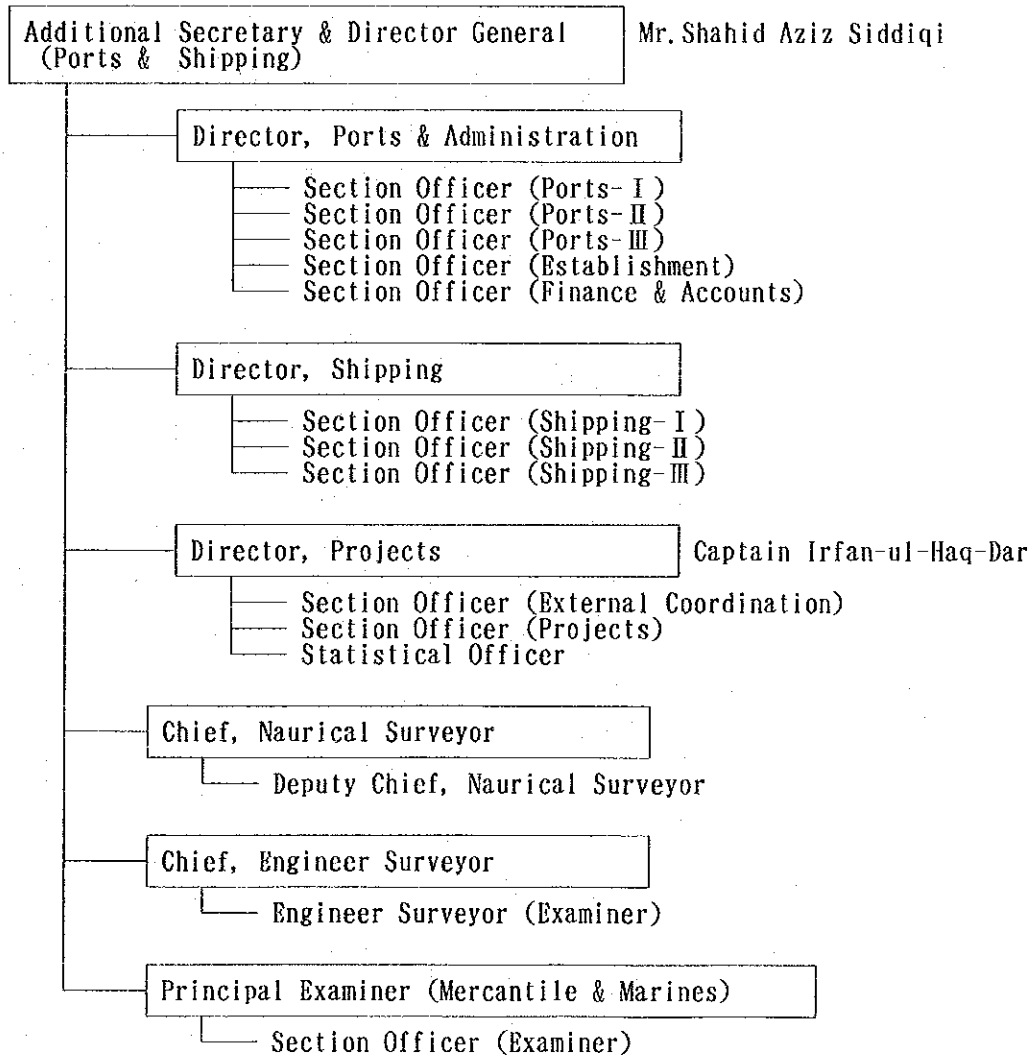 Additional Secretary & Director General Mr. Shahid Aziz Siddiqi
(Ports & Shipping)
Director, Ports & Administration
Section Officer (Ports-Ⅰ)
Section Officer (Ports-Ⅱ)
Section Officer (Ports-Ⅲ)
Section Officer (Establishment)
Section Officer (Finance & Accounts)
Director, Shipping
Section Officer (Shipping-Ⅰ)
Section Officer (Shipping-Ⅱ)
Section Officer (Shipping-Ⅲ)
Director, Projects Captain Irfan-ul-Haq-Dar
Section Officer (External Coordination)
Section Officer (Projects)
Statistical Officer
Chief, Naurical Surveyor
Deputy Chief, Naurical Surveyor
Chief, Engineer Surveyor
Engineer Surveyor (Examiner)
Principal Examiner (Mercantile & Marines)
Section Officer (Examiner)